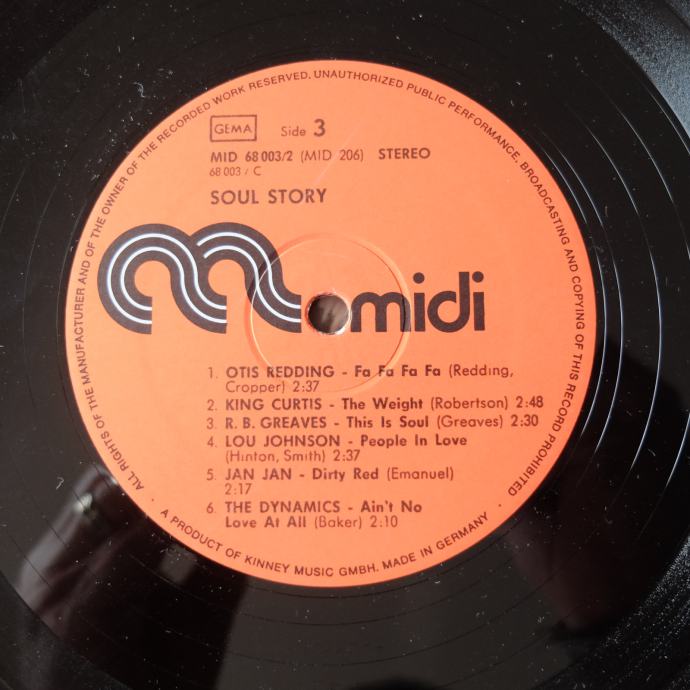 ALL RIGHTS OF THE MANUFACTURER AND OF THE OWNER OF THE RECORDED WORK RESERVED. UNAUTHORIZED PUBLIC PERFORMANCE. BROADCASTING AND COPYING OF THIS RECORD PROHIBITED
GEMA Side 3
MID 68 003/2 (MID 206) STEREO
68 003 / C
SOUL STORY
midi
1. OTIS REDDING - Fa Fa Fa Fa (Redding,
Cropper) 2:37
2. KING CURTIS - The Weight (Robertson) 2:48
3. R. B. GREAVES - This Is Soul (Greaves) 2:30
4. LOU JOHNSON - People In Love
(Hinton, Smith) 2:37
5. JAN JAN - Dirty Red (Emanuel)
2:17
6. THE DYNAMICS - Ain't No
Love At All (Baker) 2:10
· A PRODUCT OF KINNEY MUSIC GMBH. MADE IN GERMANY ·